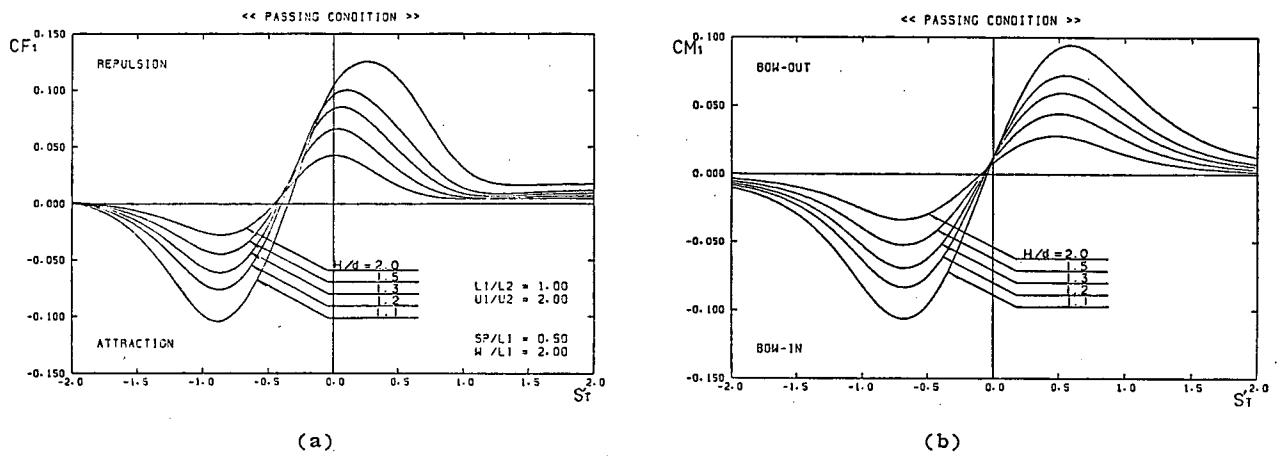 << PASSING CONDITION >>
CF1
0.150
0.100
0.050
0.000
-0.050
-0.100
-0.150
REPULSION
ATTRACTION
H/d = 2.0
1.5
1.3
1.2
1.1
L1/L2 = 1.00
U1/U2 = 2.00
SP/L1 = 0.50
W /L1 = 2.00
-2.0 -1.5 -1.0 -0.5 0.0 0.5 1.0 1.5 2.0
S'T
(a)
<< PASSING CONDITION >>
CM1
0.100
0.050
0.000
-0.050
-0.100
-0.150
BOW-OUT
BOW-IN
H/d = 2.0
1.5
1.3
1.2
1.1
-2.0 -1.5 -1.0 -0.5 0.0 0.5 1.0 1.5 2.0
S'T
(b)